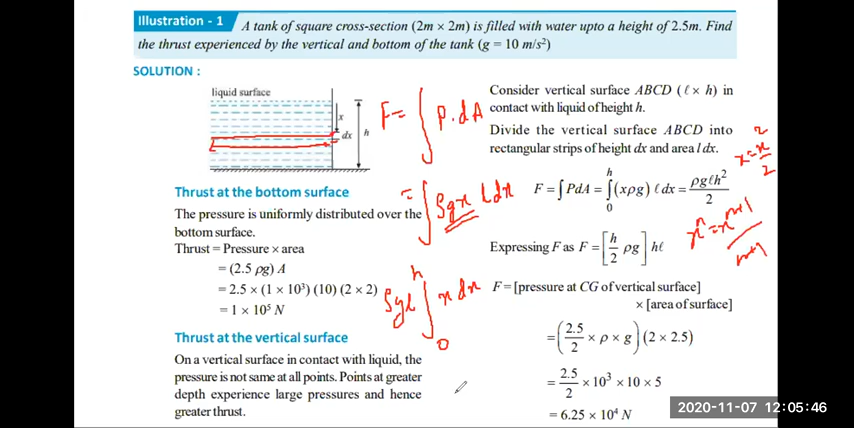 Illustration - 1 A tank of square cross-section (2m × 2m) is filled with water upto a height of 2.5m. Find
the thrust experienced by the vertical and bottom of the tank (g = 10 m/s²)
SOLUTION :
liquid surface
x
dx
h
Thrust at the bottom surface
The pressure is uniformly distributed over the
bottom surface.
Thrust = Pressure × area
= (2.5 ρg) A
= 2.5 × (1 × 10³) (10) (2 × 2)
= 1 × 10⁵ N
Thrust at the vertical surface
On a vertical surface in contact with liquid, the
pressure is not same at all points. Points at greater
depth experience large pressures and hence
greater thrust.
F = ∫ P. dA
= ∫ ρgx ldx
ρgl ∫₀ʰ x dx
Consider vertical surface ABCD (ℓ × h) in
contact with liquid of height h.
Divide the vertical surface ABCD into
rectangular strips of height dx and area l dx.
F = ∫ PdA = ∫₀ʰ (xρg) ℓ dx = ρgℓh²/2
Expressing F as F = [h/2 ρg] hℓ
F = [pressure at CG of vertical surface]
× [area of surface]
= (2.5/2 × ρ × g) (2 × 2.5)
= 2.5/2 × 10³ × 10 × 5
= 6.25 × 10⁴ N
x = x²/2
xⁿ = xⁿ⁺¹/n+1
2020-11-07 12:05:46